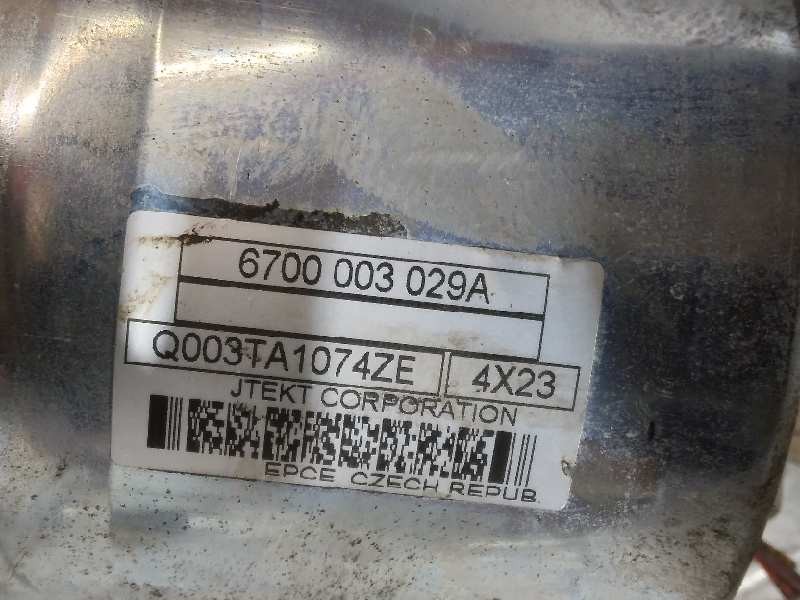 6700 003 029A
Q003TA1074ZE 4X23
JTEKT CORPORATION
EPCE CZECH REPUB